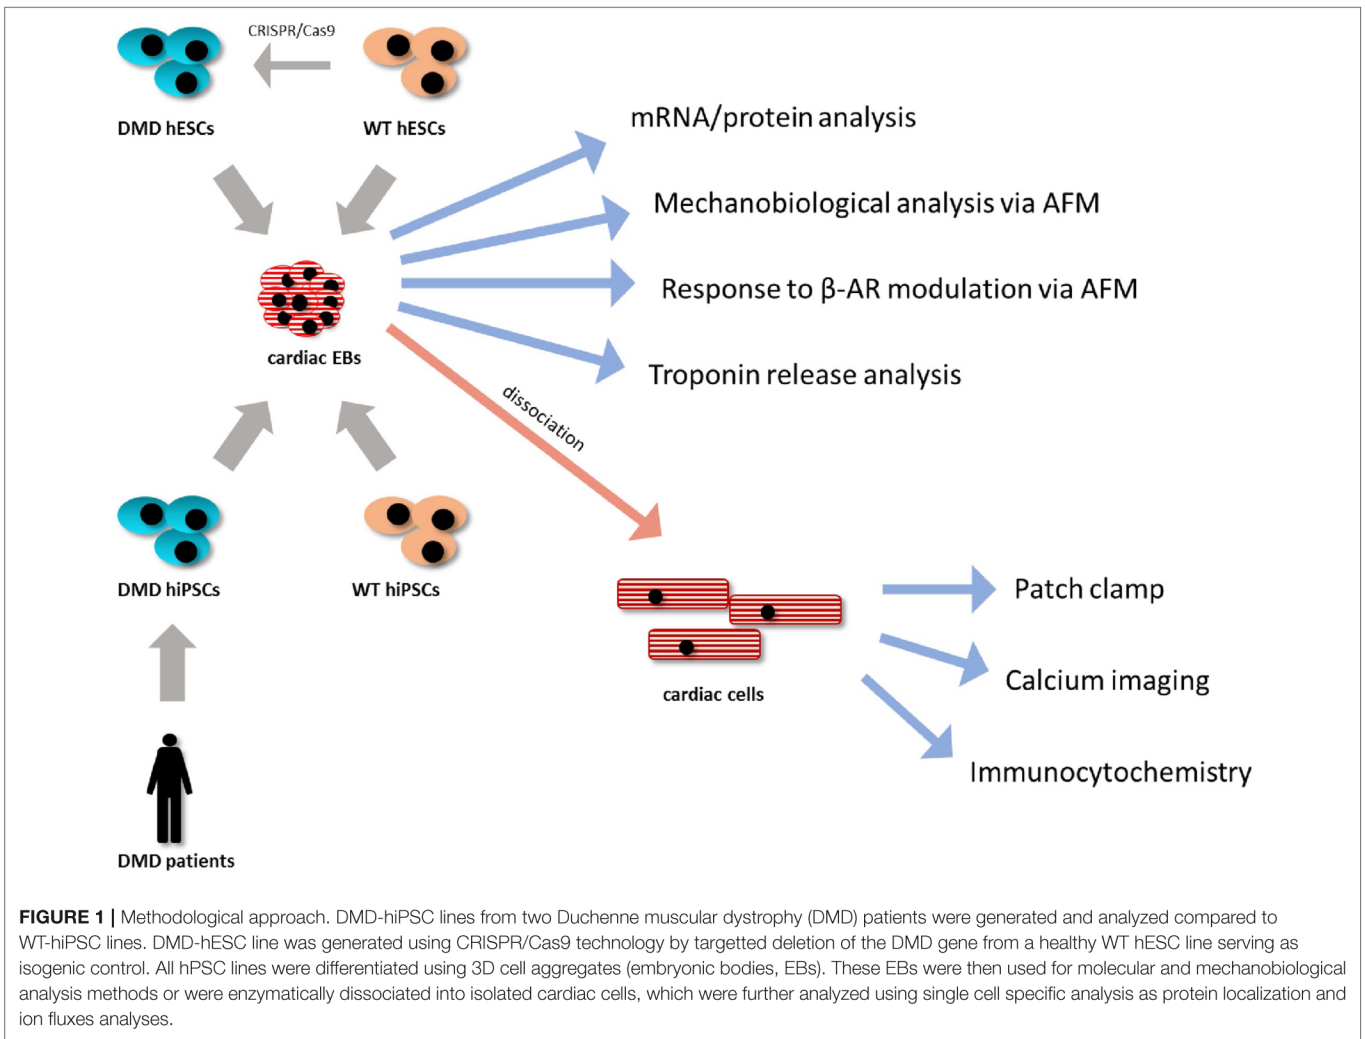 CRISPR/Cas9
DMD hESCs
WT hESCs
mRNA/protein analysis
Mechanobiological analysis via AFM
Response to β-AR modulation via AFM
Troponin release analysis
cardiac EBs
dissociation
DMD hiPSCs
WT hiPSCs
cardiac cells
Patch clamp
Calcium imaging
Immunocytochemistry
DMD patients
FIGURE 1 | Methodological approach. DMD-hiPSC lines from two Duchenne muscular dystrophy (DMD) patients were generated and analyzed compared to
WT-hiPSC lines. DMD-hESC line was generated using CRISPR/Cas9 technology by targetted deletion of the DMD gene from a healthy WT hESC line serving as
isogenic control. All hPSC lines were differentiated using 3D cell aggregates (embryonic bodies, EBs). These EBs were then used for molecular and mechanobiological
analysis methods or were enzymatically dissociated into isolated cardiac cells, which were further analyzed using single cell specific analysis as protein localization and
ion fluxes analyses.